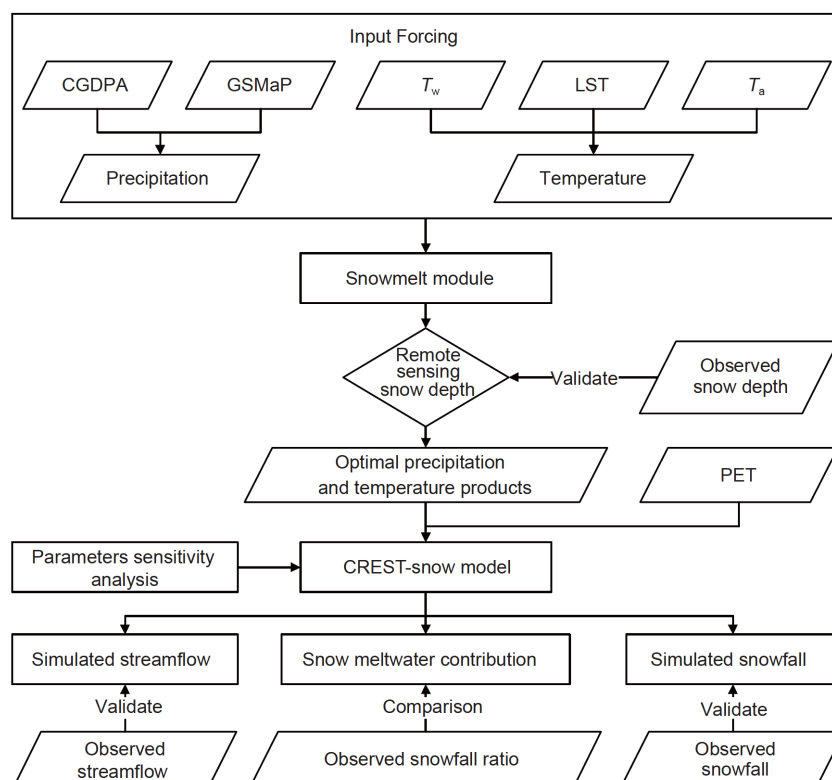 Input Forcing
CGDPA
GSMaP
Tw
LST
Ta
Precipitation
Temperature
Snowmelt module
Remote
sensing
snow depth
Validate
Observed
snow depth
Optimal precipitation
and temperature products
PET
Parameters sensitivity
analysis
CREST-snow model
Simulated streamflow
Snow meltwater contribution
Simulated snowfall
Validate
Comparison
Validate
Observed
streamflow
Observed snowfall ratio
Observed
snowfall